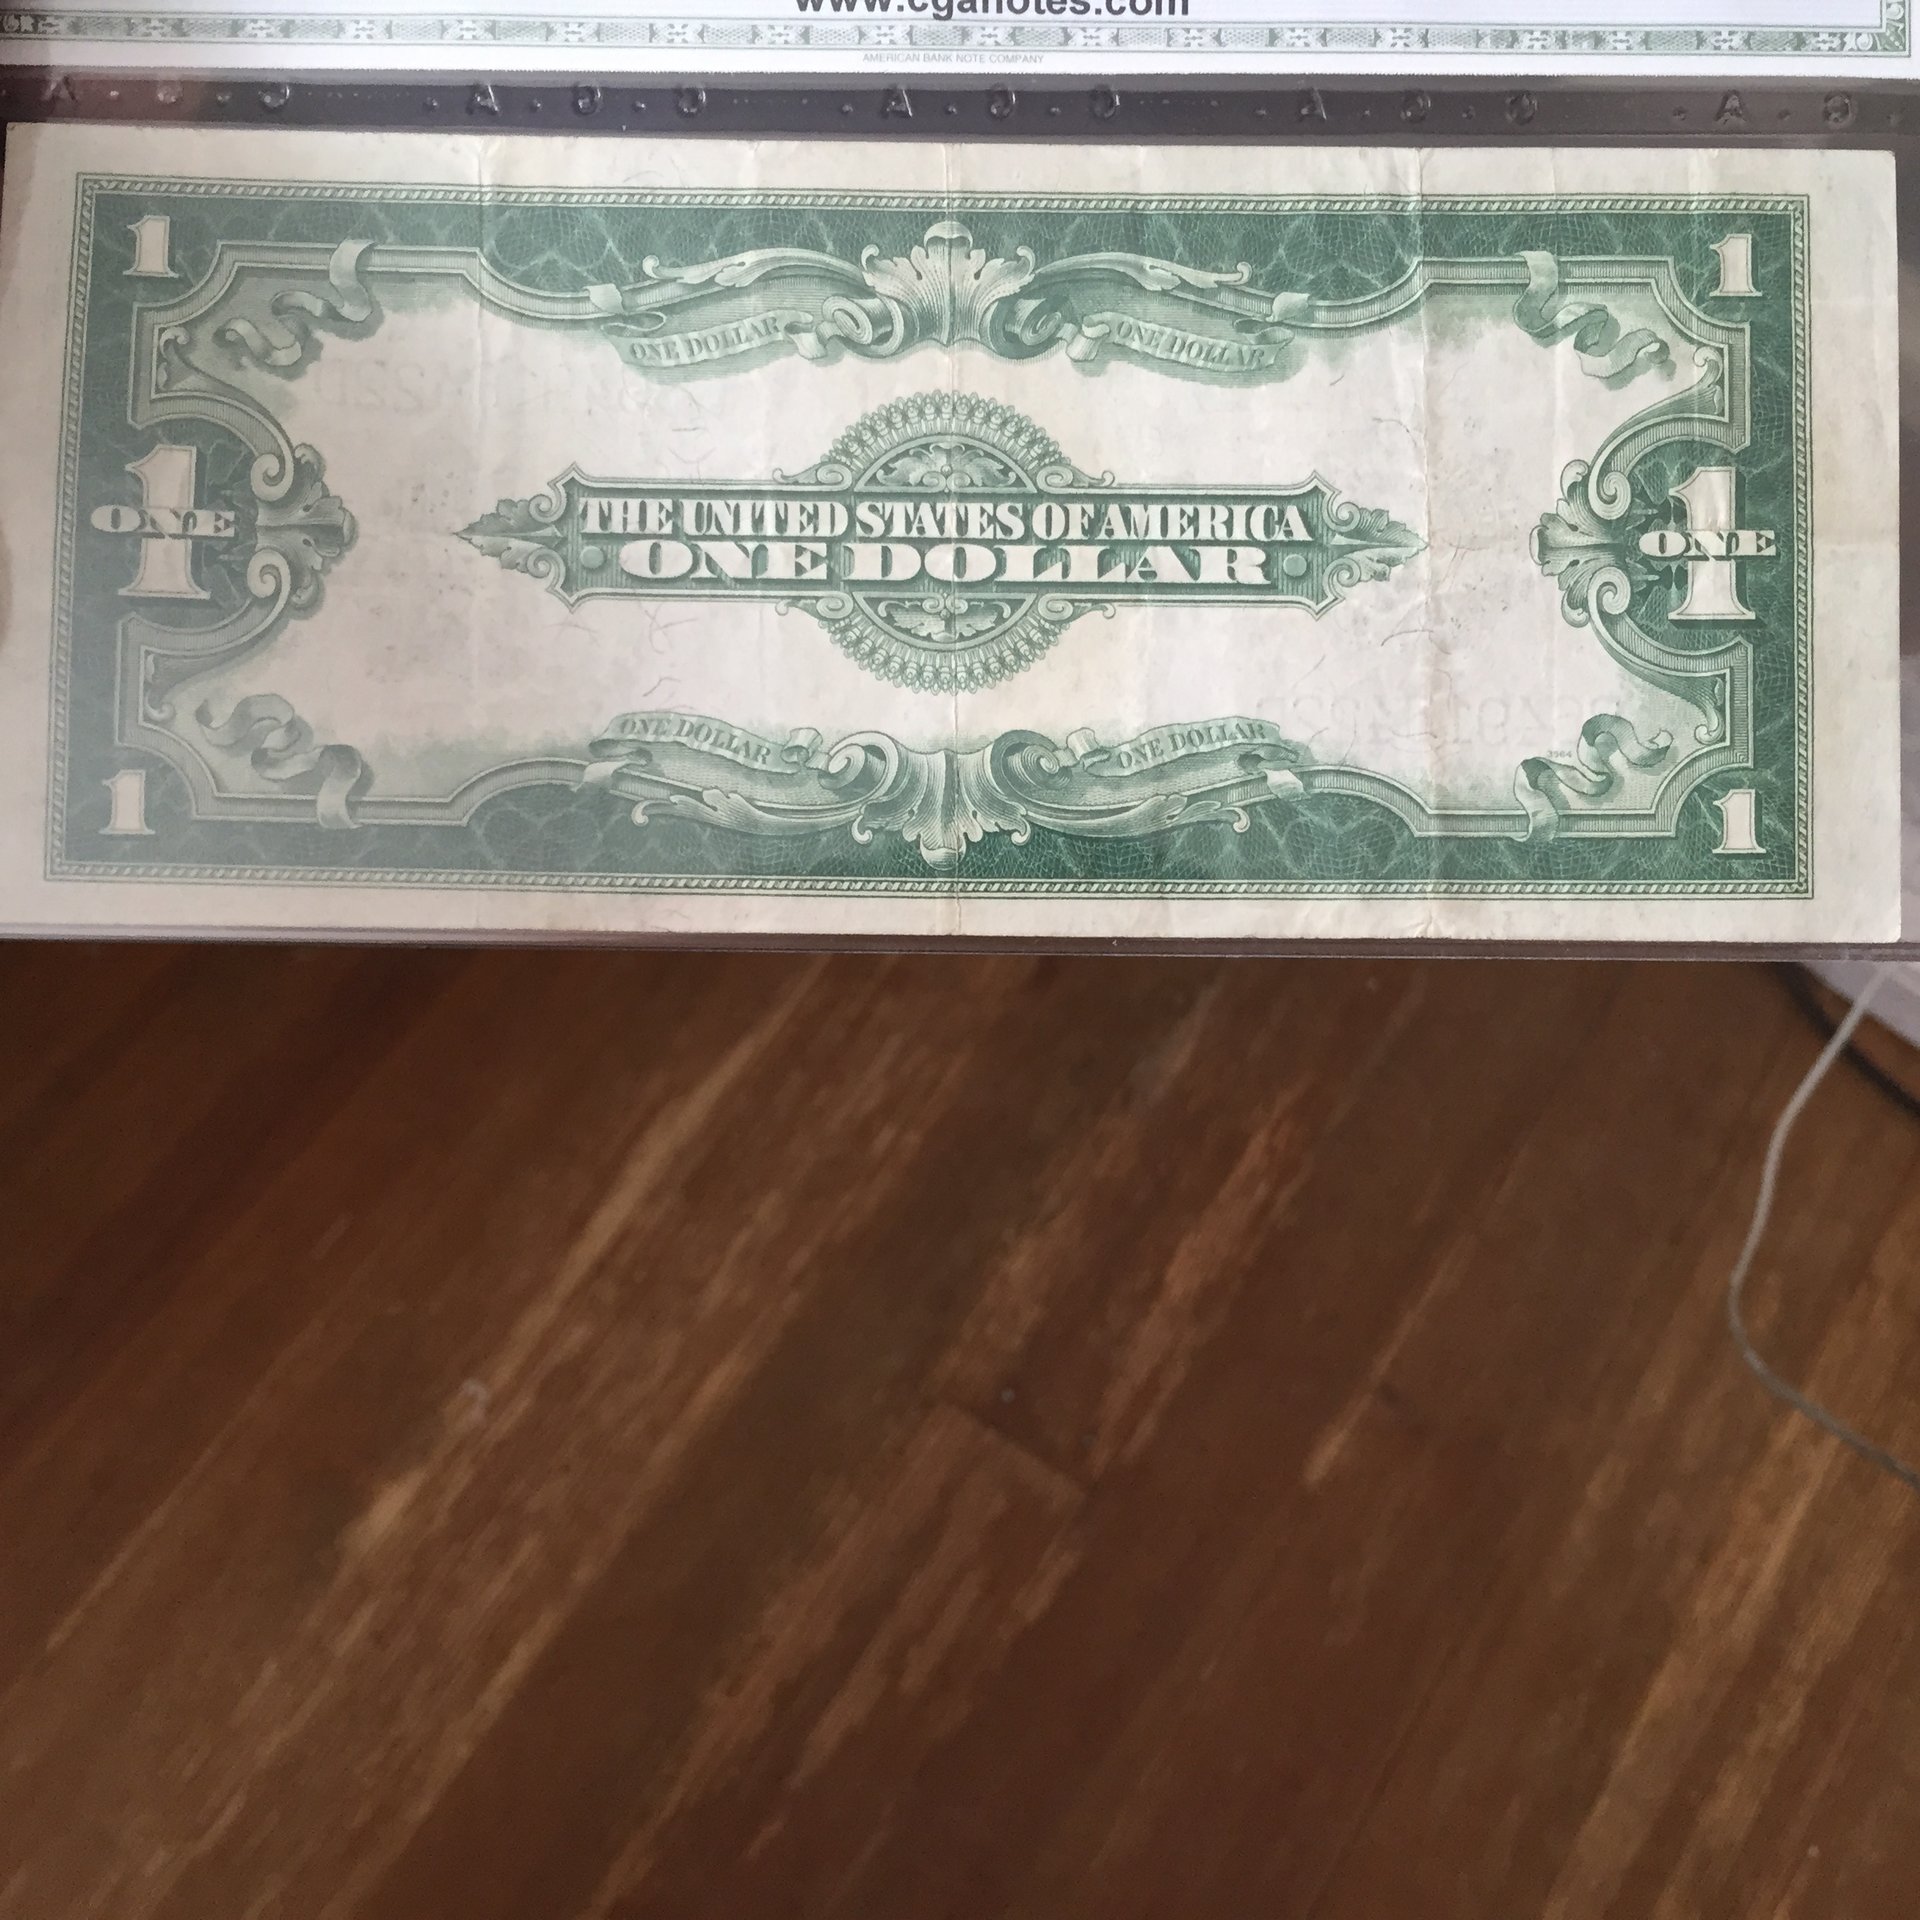 www.cganotes.com
AMERICAN BANK NOTE COMPANY
1 1
ONE DOLLAR ONE DOLLAR
THE UNITED STATES OF AMERICA
1 ONE ONE DOLLAR 1 ONE
ONE DOLLAR ONE DOLLAR
3964
1 1